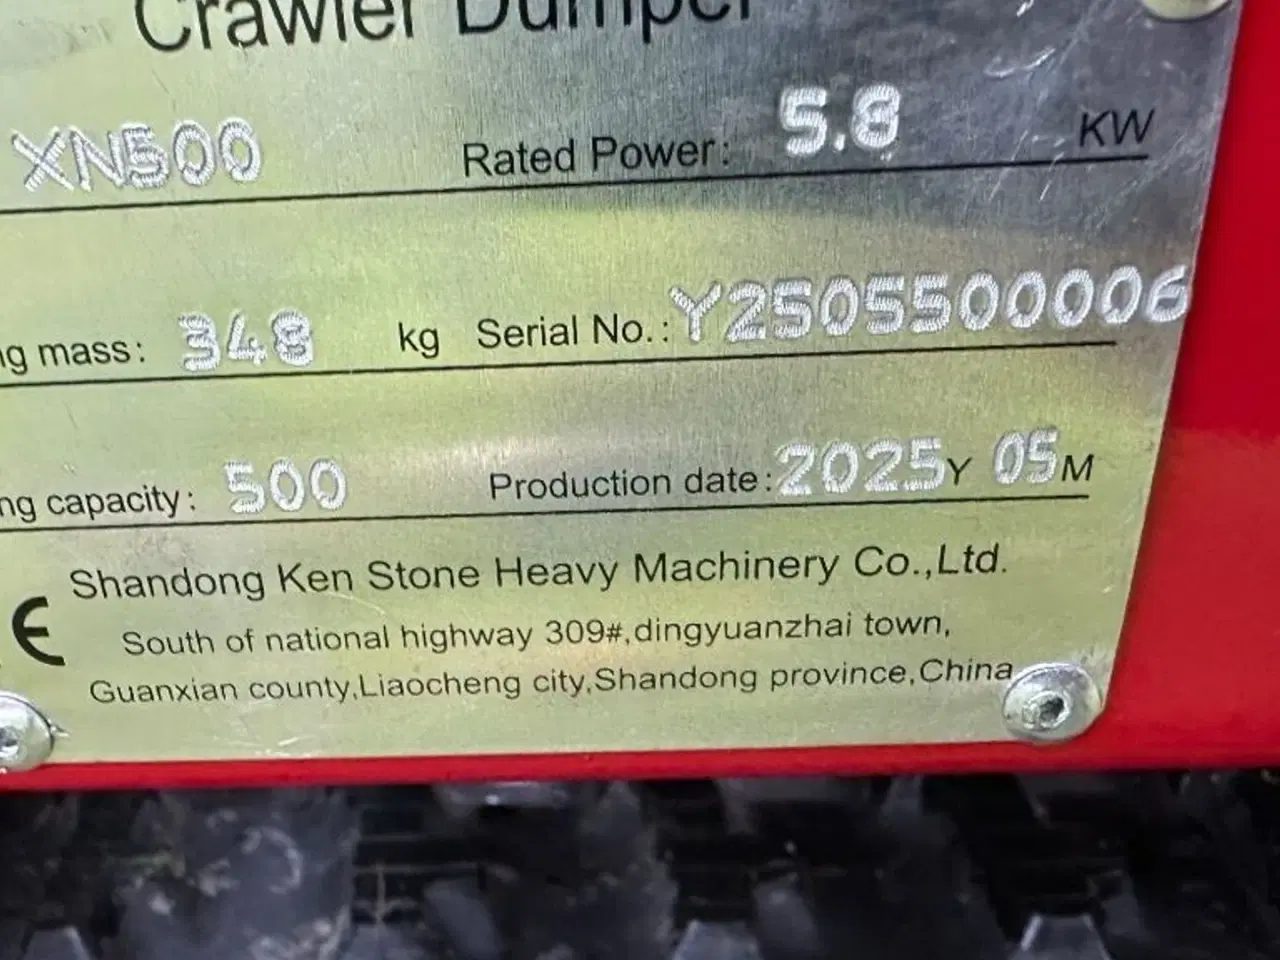 Crawler Dumper
XN500 Rated Power: 5.8 KW
mass: 348 kg Serial No.: Y2505500006
capacity: 500 Production date: 2025Y 05M
Shandong Ken Stone Heavy Machinery Co.,Ltd.
CE South of national highway 309#,dingyuanzhai town,
Guanxian county,Liaocheng city,Shandong province,China